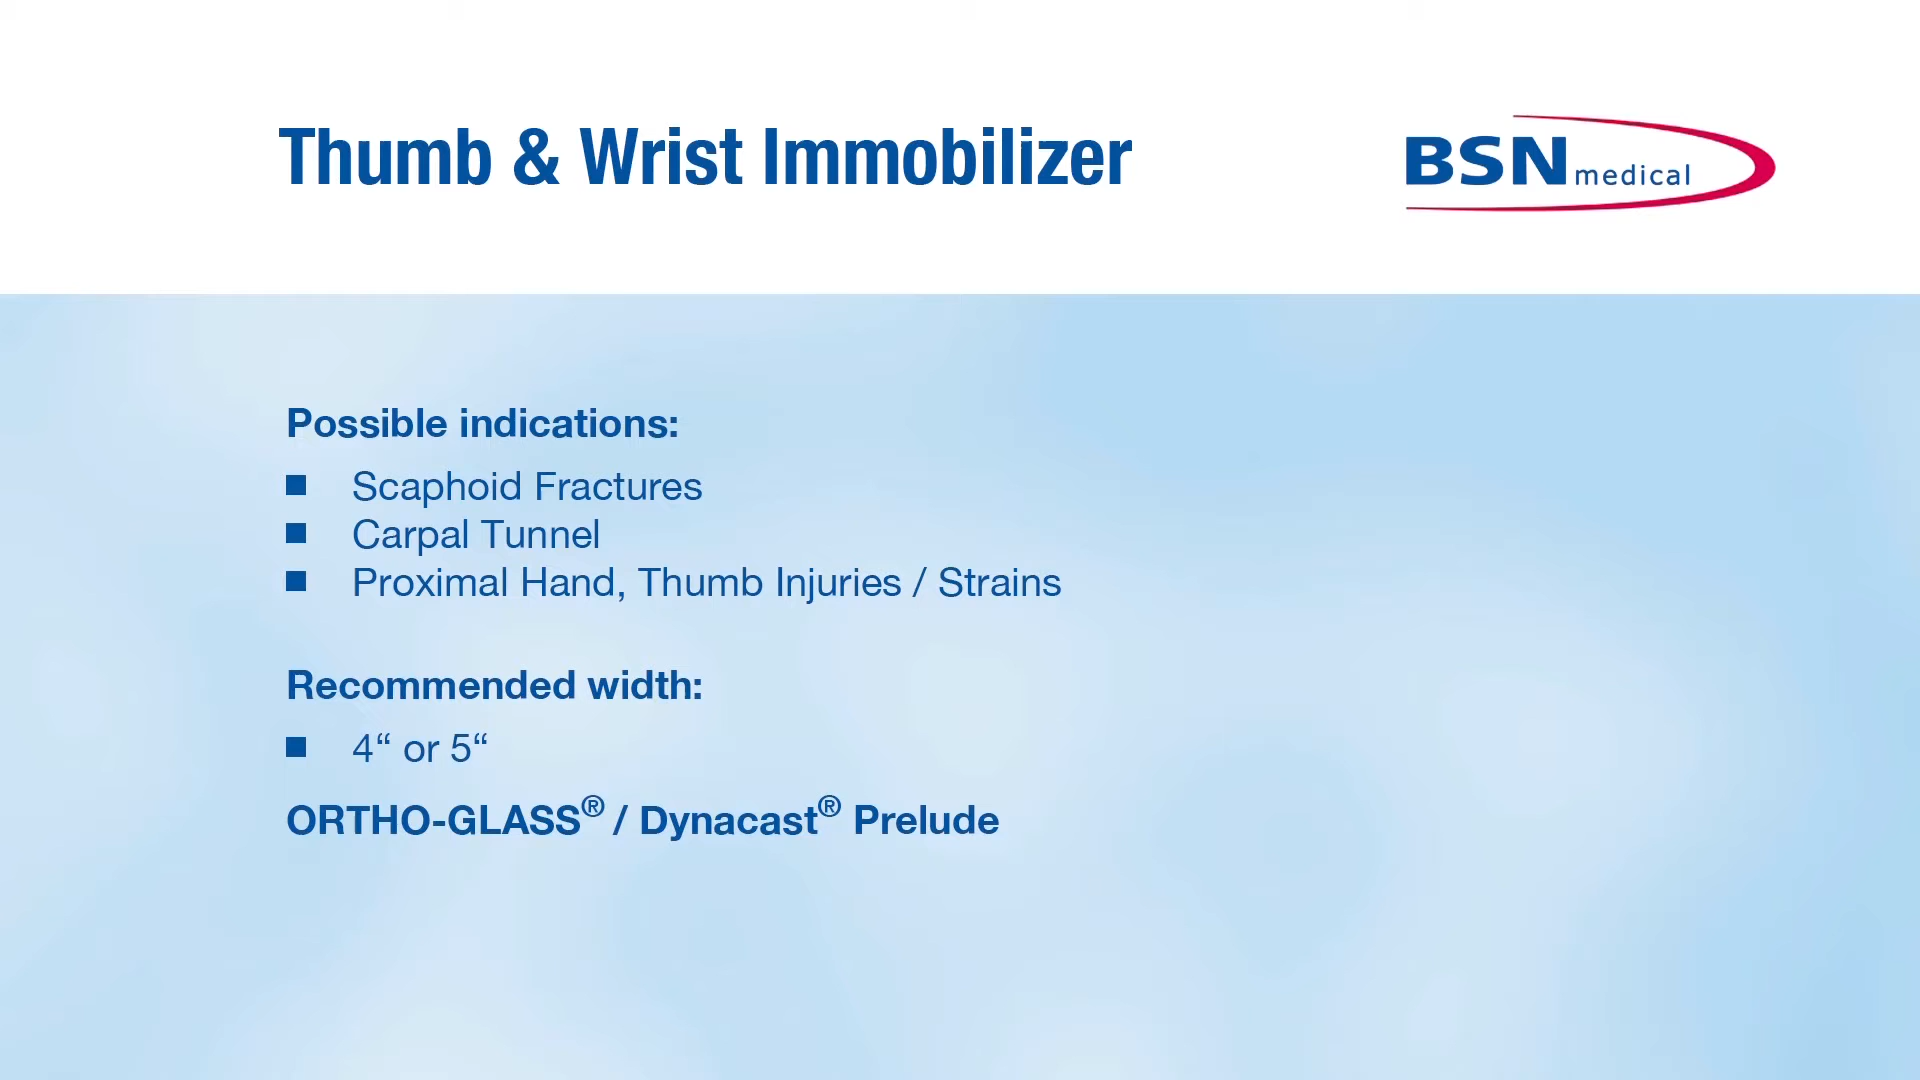 Thumb & Wrist Immobilizer
BSN medical
Possible indications:
■ Scaphoid Fractures
■ Carpal Tunnel
■ Proximal Hand, Thumb Injuries / Strains
Recommended width:
■ 4“ or 5“
ORTHO-GLASS® / Dynacast® Prelude